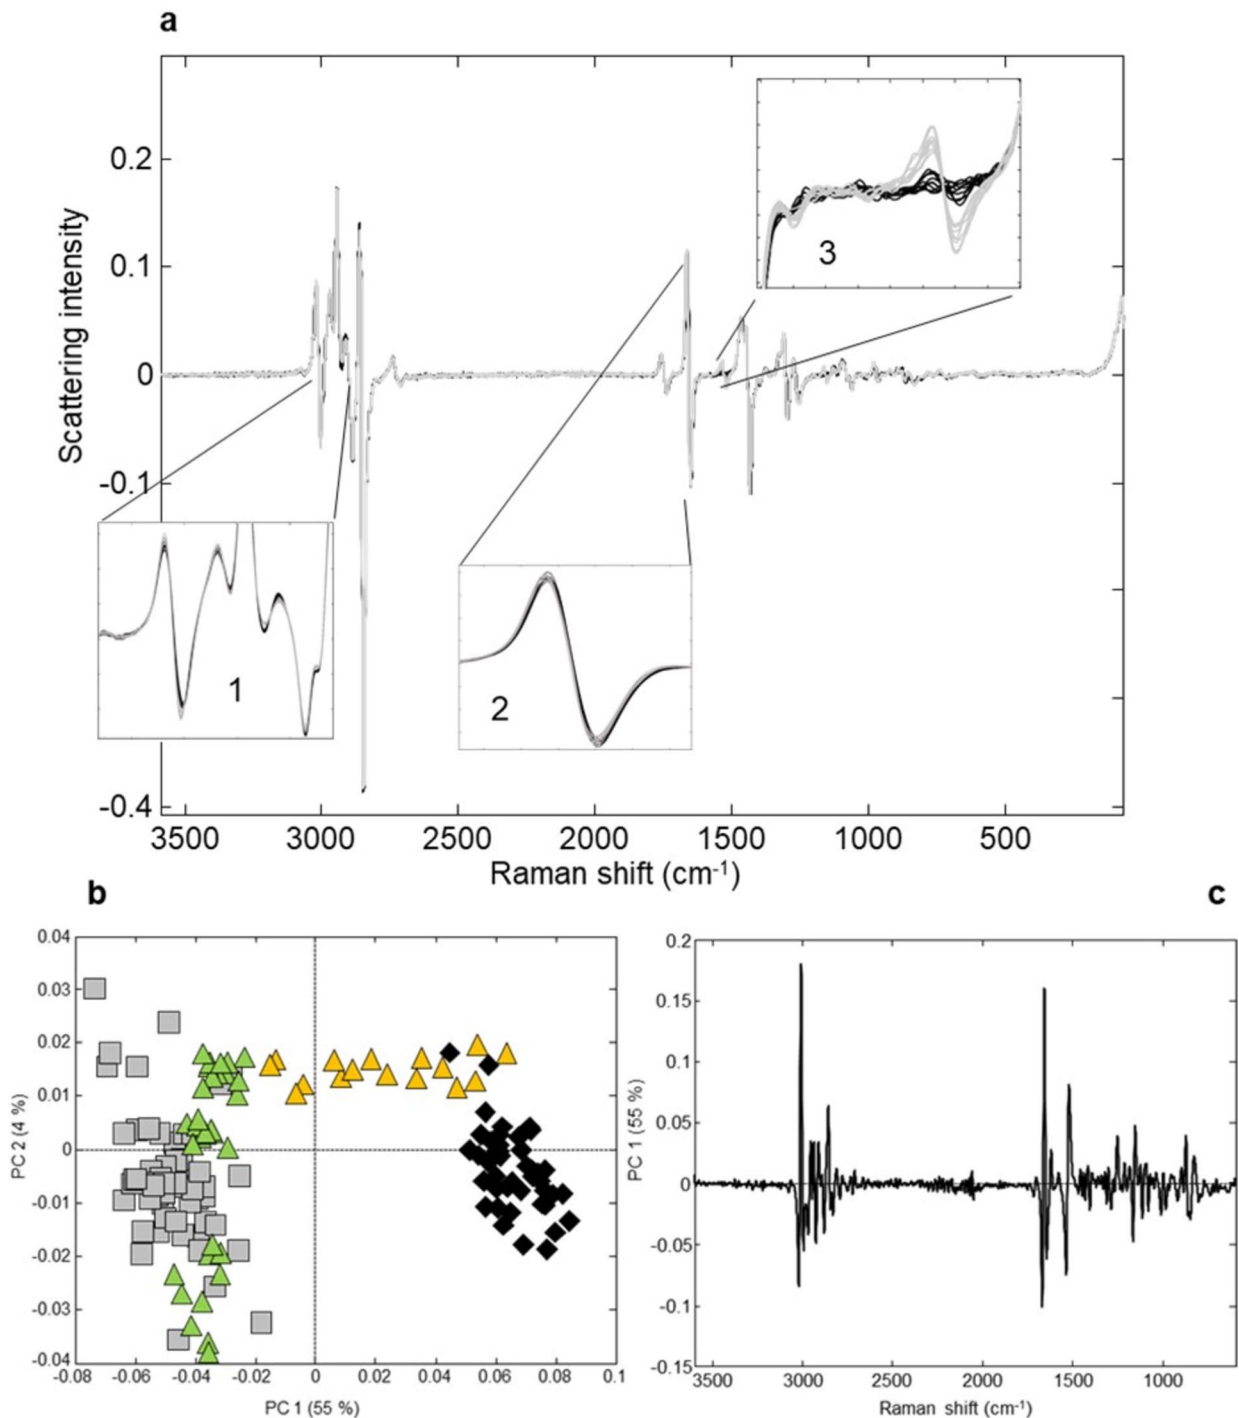 a
0.2
0.1
0
-0.1
-0.4
Scattering intensity
3
1
2
3500 3000 2500 2000 1500 1000 500
Raman shift (cm-1)
b
0.04
0.03
0.02
0.01
0
-0.01
-0.02
-0.03
-0.04
PC 2 (4 %)
-0.08 -0.06 -0.04 -0.02 0 0.02 0.04 0.06 0.08 0.1
PC 1 (55 %)
c
0.2
0.15
0.1
0.05
0
-0.05
-0.1
-0.15
PC 1 (55 %)
3500 3000 2500 2000 1500 1000
Raman shift (cm-1)